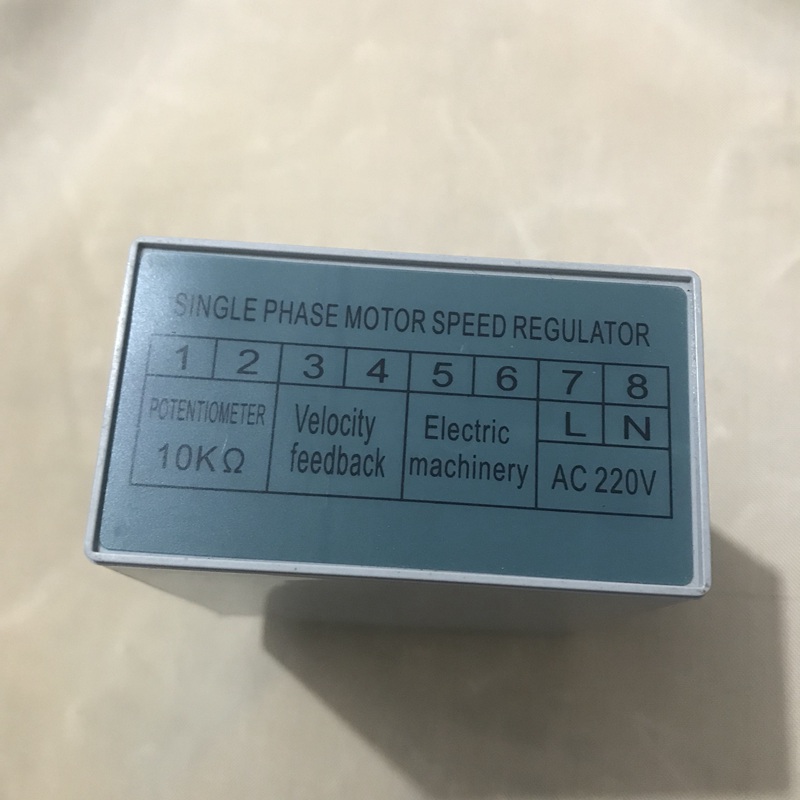 SINGLE PHASE MOTOR SPEED REGULATOR
1 2 3 4 5 6 7 8
L N
POTENTIOMETER
10KΩ
Velocity
feedback
Electric
machinery
AC 220V